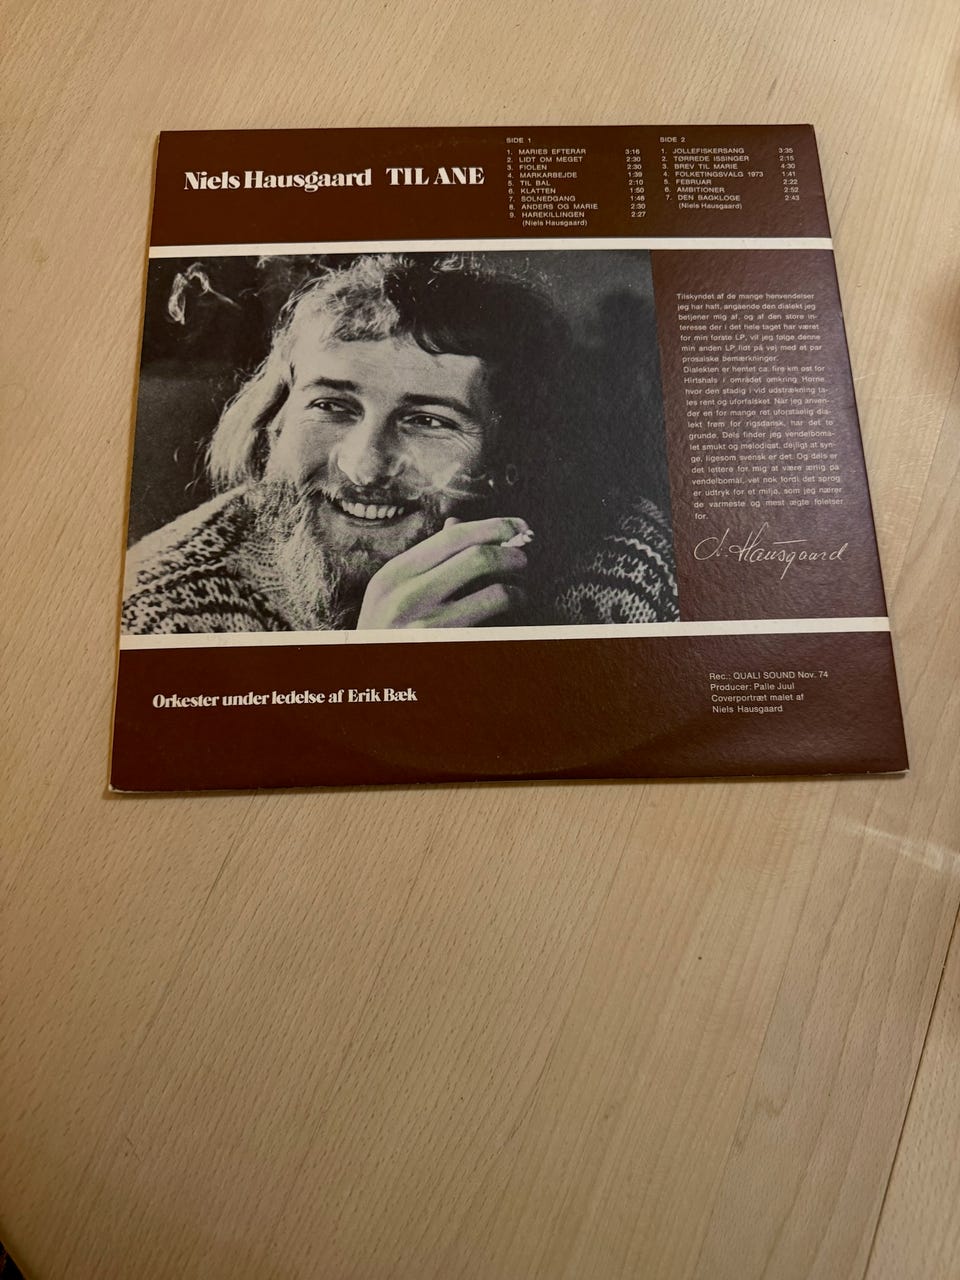 Niels Hausgaard TIL ANE
SIDE 1
1. MARIES EFTERÅR 3:16
2. LIDT OM MEGET 2:30
3. FIOLEN 2:30
4. MARKARBEJDE 1:39
5. TIL BAL 2:10
6. KLATTEN 1:50
7. SOLNEDGANG 1:48
8. ANDERS OG MARIE 2:30
9. HAREKILLINGEN 2:27
(Niels Hausgaard)
SIDE 2
1. JOLLEFISKERSANG 3:35
2. TØRREDE ISSINGER 2:15
3. BREV TIL MARIE 4:30
4. FOLKETINGSVALG 1973 1:41
5. FEBRUAR 2:22
6. AMBITIONER 2:52
7. DEN BAGKLOGE 2:43
(Niels Hausgaard)
Tilskyndet af de mange henvendelser
jeg har haft, angående den dialekt jeg
betjener mig af, og af den store in-
teresse der i det hele taget har været
for min første LP, vil jeg følge denne
min anden LP lidt på vej med et par
prosaiske bemærkninger.
Dialekten er hentet ca. fire km øst for
Hirtshals i området omkring Horne
hvor den stadig i vid udstrækning ta-
les rent og uforfalsket. Når jeg anven-
der en for mange ret uforståelig dia-
lekt frem for rigsdansk, har det to
grunde. Dels finder jeg vendelboma-
let smukt og melodiøst, dejligt at syn-
ge, ligesom svensk er det. Og dels er
det lettere for mig at være ærlig på
vendelbomål, vel nok fordi det sprog
er udtryk for et miljø, som jeg nærer
de varmeste og mest ægte følelser
for.
N. Hausgaard
Orkester under ledelse af Erik Bæk
Rec.: QUALI SOUND Nov. 74
Producer: Palle Juul
Coverportræt malet af
Niels Hausgaard